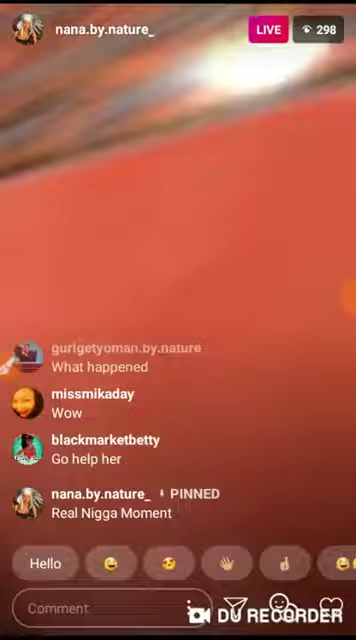 nana.by.nature_
LIVE
298
gurlgetyoman.by.nature
What happened
missmikaday
Wow
blackmarketbetty
Go help her
nana.by.nature_ PINNED
Real Nigga Moment
Hello
Comment
DU RECORDER